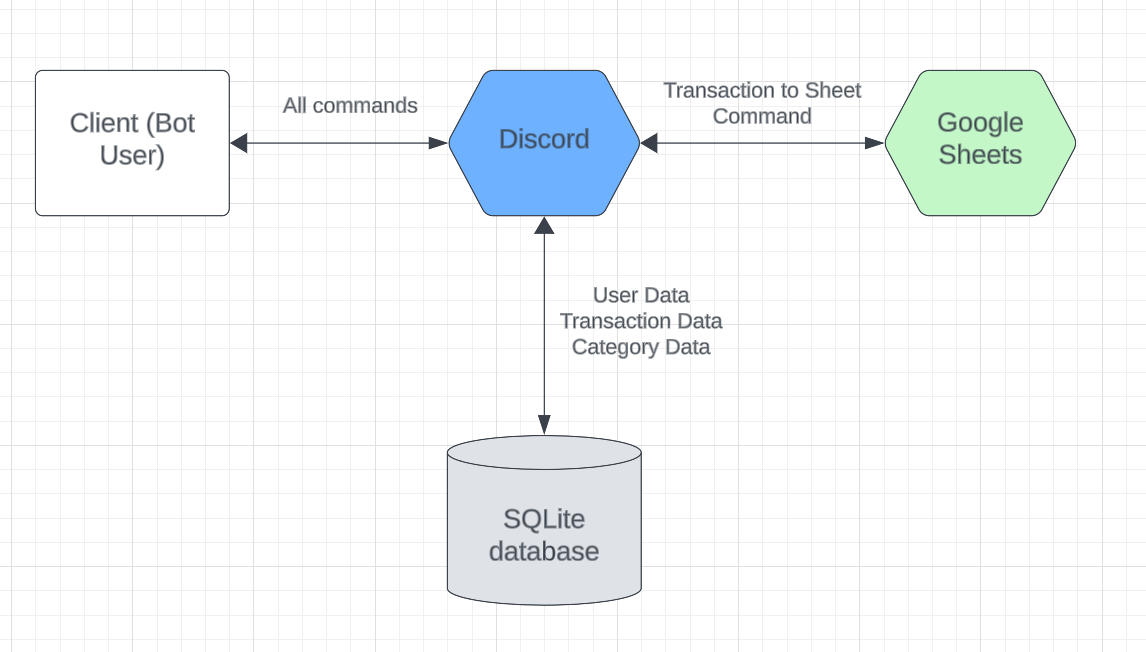 Client (Bot
User)
All commands
Discord
Transaction to Sheet
Command
Google
Sheets
User Data
Transaction Data
Category Data
SQLite
database